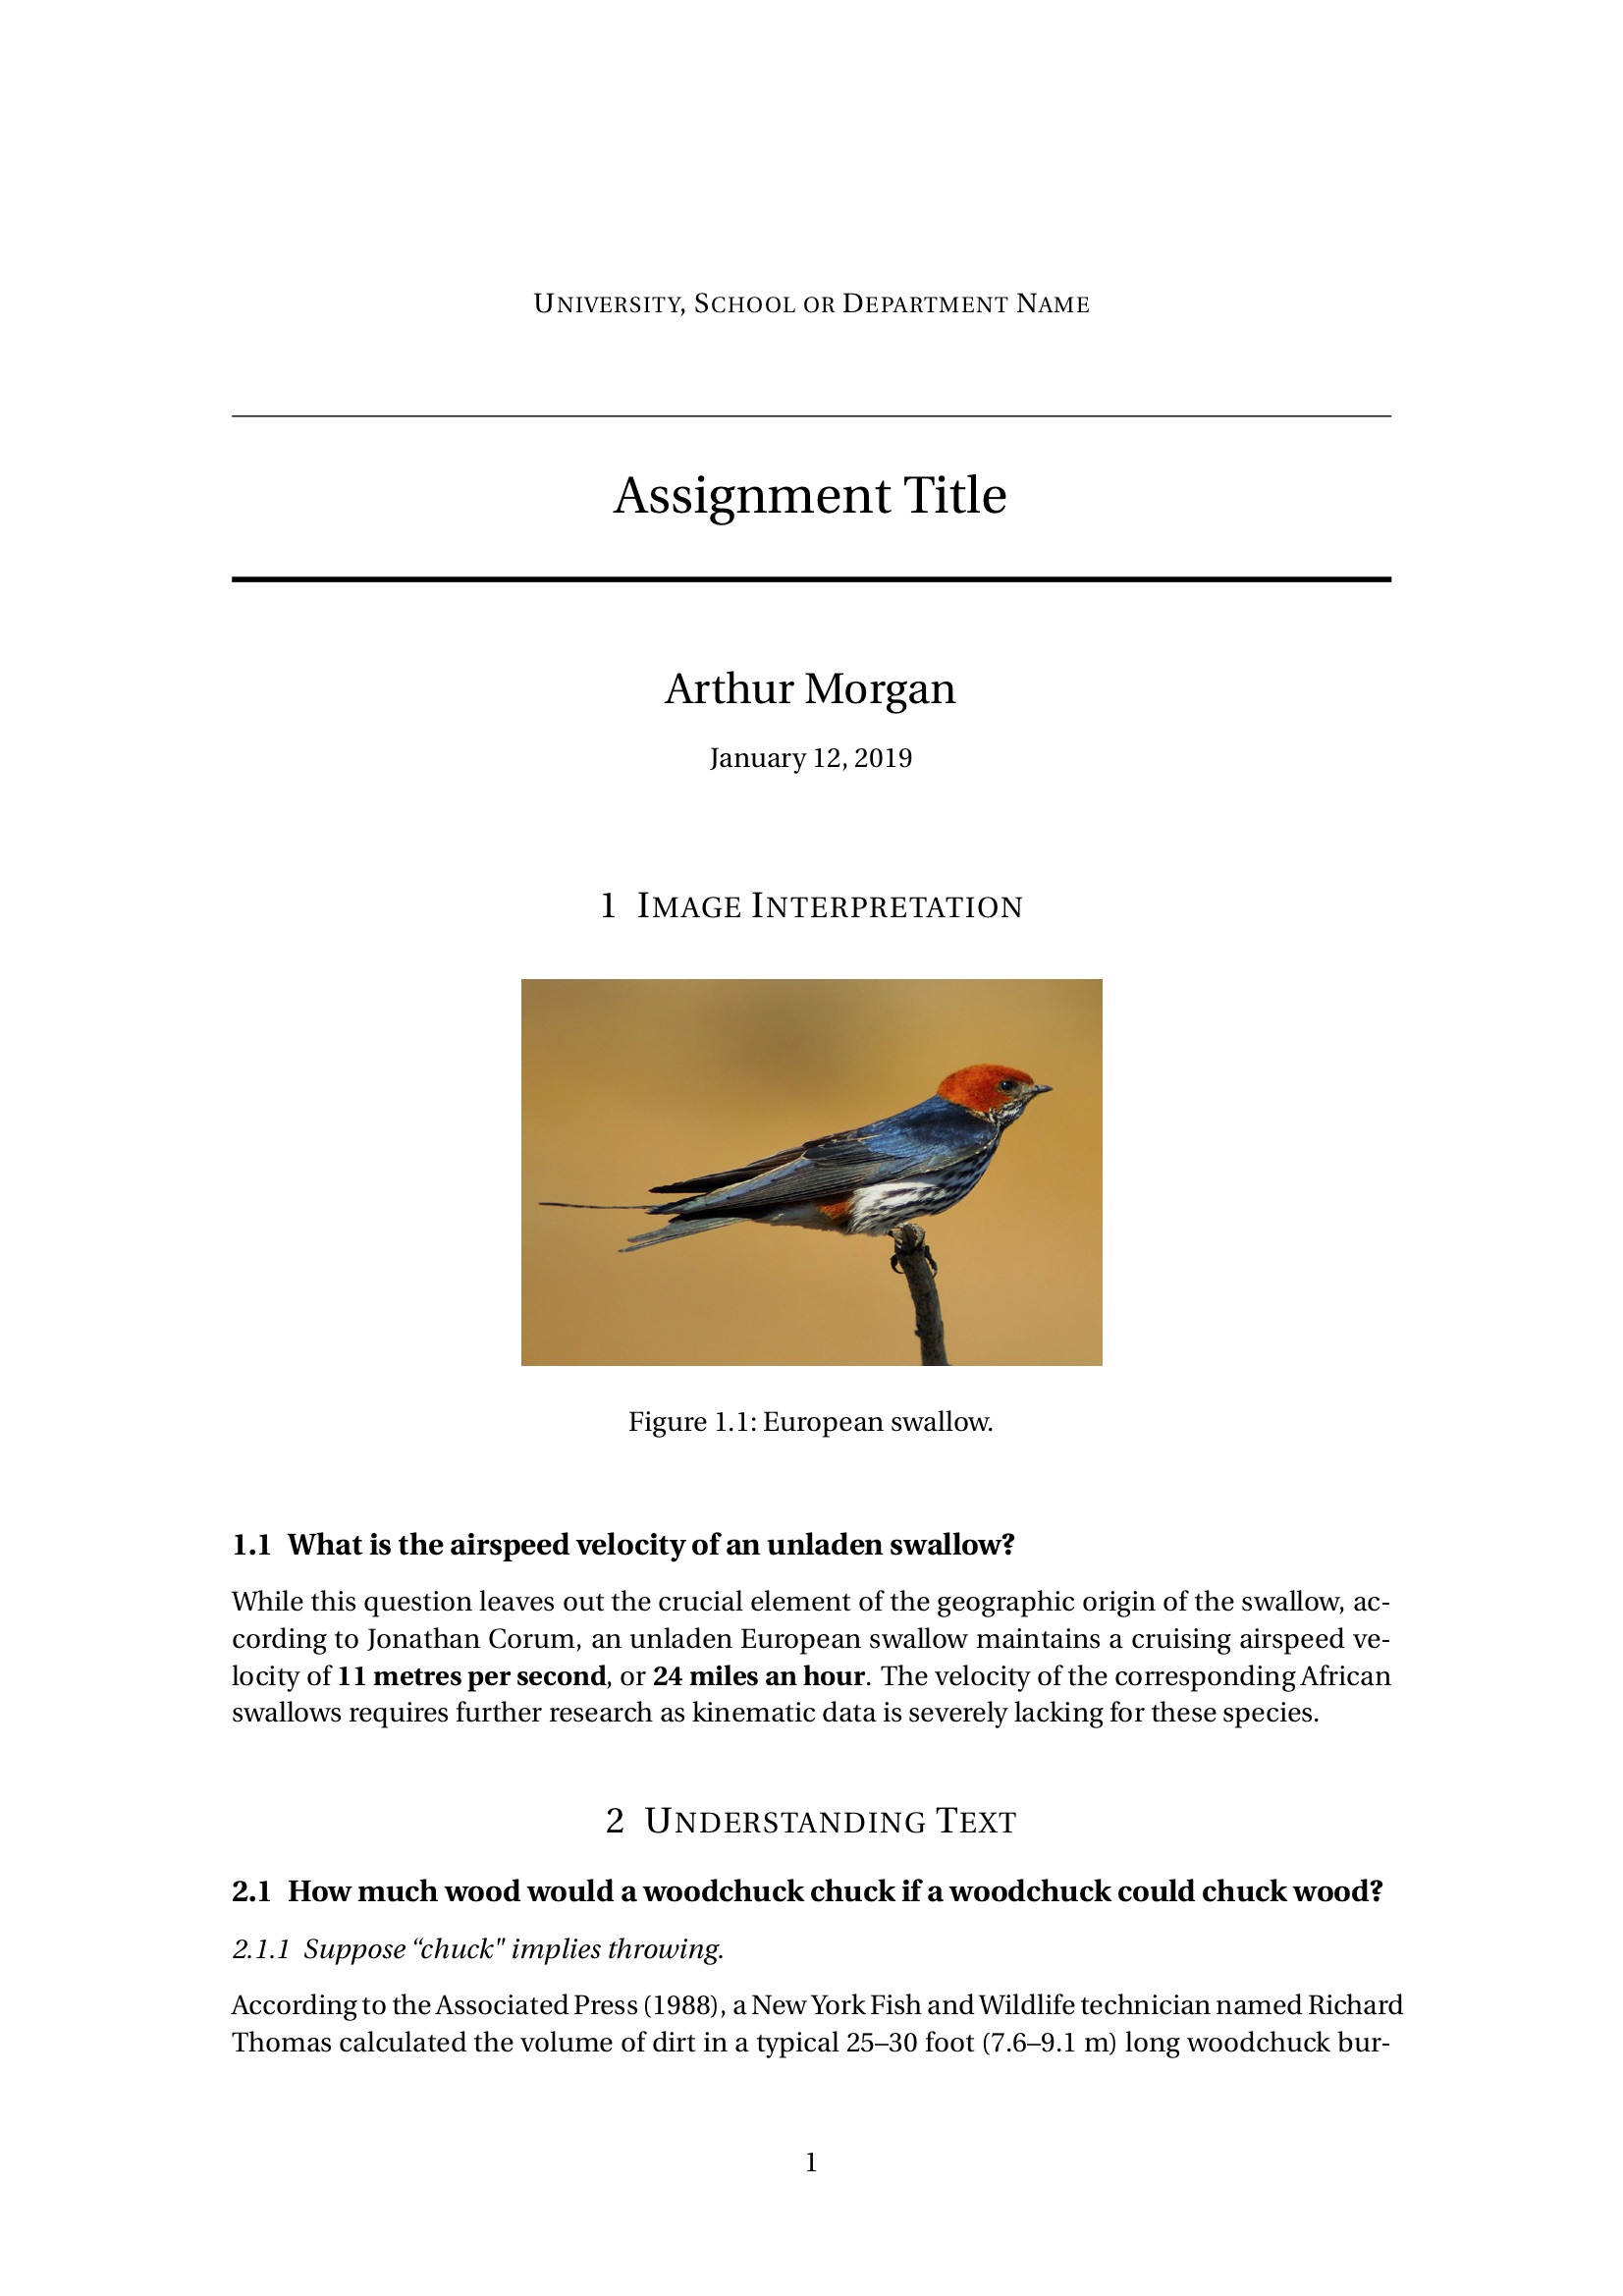 University, School or Department Name
Assignment Title
Arthur Morgan
January 12, 2019
1 Image Interpretation
Figure 1.1: European swallow.
1.1 What is the airspeed velocity of an unladen swallow?
While this question leaves out the crucial element of the geographic origin of the swallow, ac-
cording to Jonathan Corum, an unladen European swallow maintains a cruising airspeed ve-
locity of 11 metres per second, or 24 miles an hour. The velocity of the corresponding African
swallows requires further research as kinematic data is severely lacking for these species.
2 Understanding Text
2.1 How much wood would a woodchuck chuck if a woodchuck could chuck wood?
2.1.1 Suppose “chuck" implies throwing.
According to the Associated Press (1988), a New York Fish and Wildlife technician named Richard
Thomas calculated the volume of dirt in a typical 25–30 foot (7.6–9.1 m) long woodchuck bur-
1